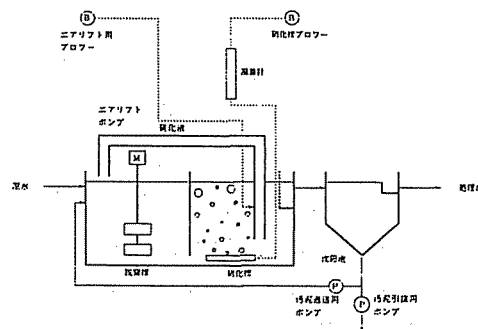 B
B
エアリフト用
ブロワー
硝化槽ブロワー
流量計
エアリフト
ポンプ
硝化液
M
原水
処理水
脱窒槽
硝化槽
沈殿池
P
P
汚泥返送用
ポンプ
汚泥引抜用
ポンプ